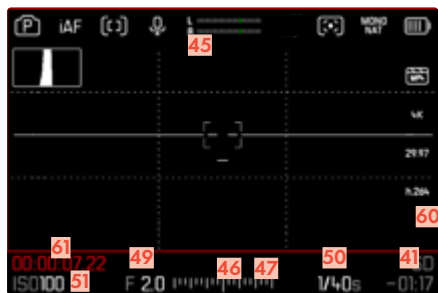 P iAF MONO
L NAT
R
45
4K
29.97
h.264
60
61 49 46 47 50 41
00:00:07.22 SD
ISO100 51 F 2.0 1/40s -01:17